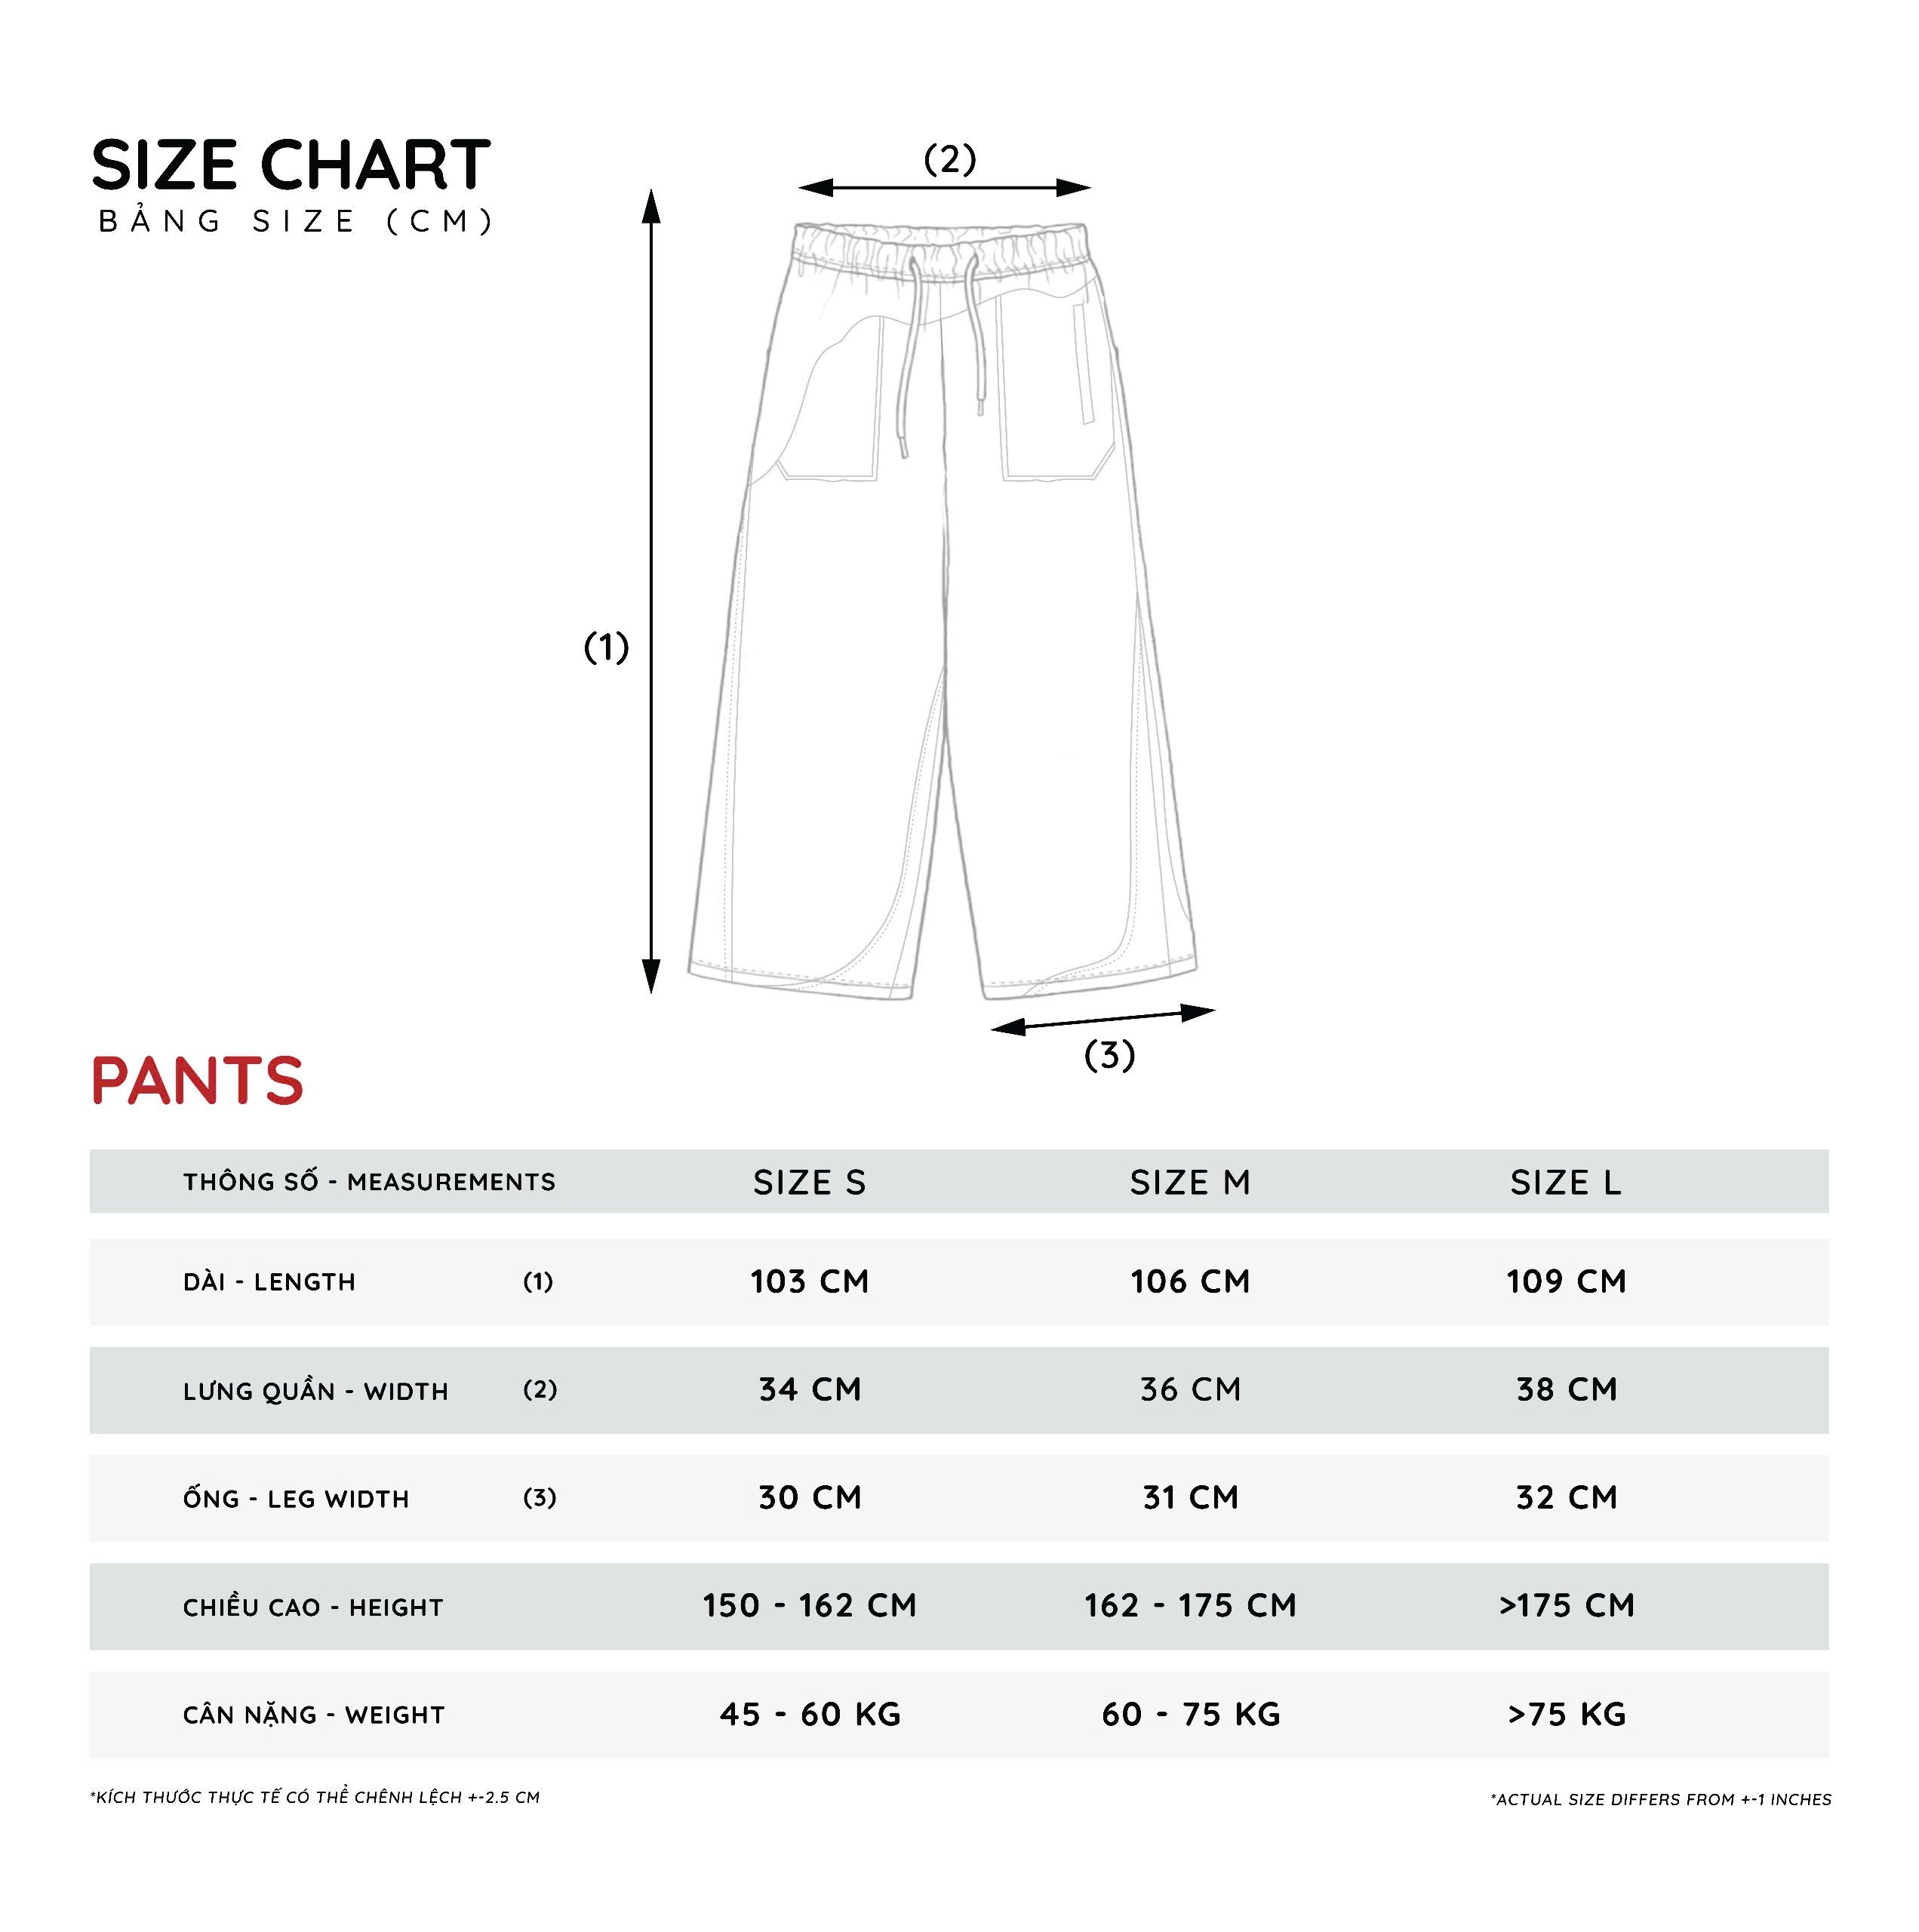 SIZE CHART
BẢNG SIZE (CM)
(2)
(1)
(3)
PANTS
THÔNG SỐ - MEASUREMENTS SIZE S SIZE M SIZE L
DÀI - LENGTH (1) 103 CM 106 CM 109 CM
LƯNG QUẦN - WIDTH (2) 34 CM 36 CM 38 CM
ỐNG - LEG WIDTH (3) 30 CM 31 CM 32 CM
CHIỀU CAO - HEIGHT 150 - 162 CM 162 - 175 CM >175 CM
CÂN NẶNG - WEIGHT 45 - 60 KG 60 - 75 KG >75 KG
*KÍCH THƯỚC THỰC TẾ CÓ THỂ CHÊNH LỆCH +-2.5 CM *ACTUAL SIZE DIFFERS FROM +-1 INCHES